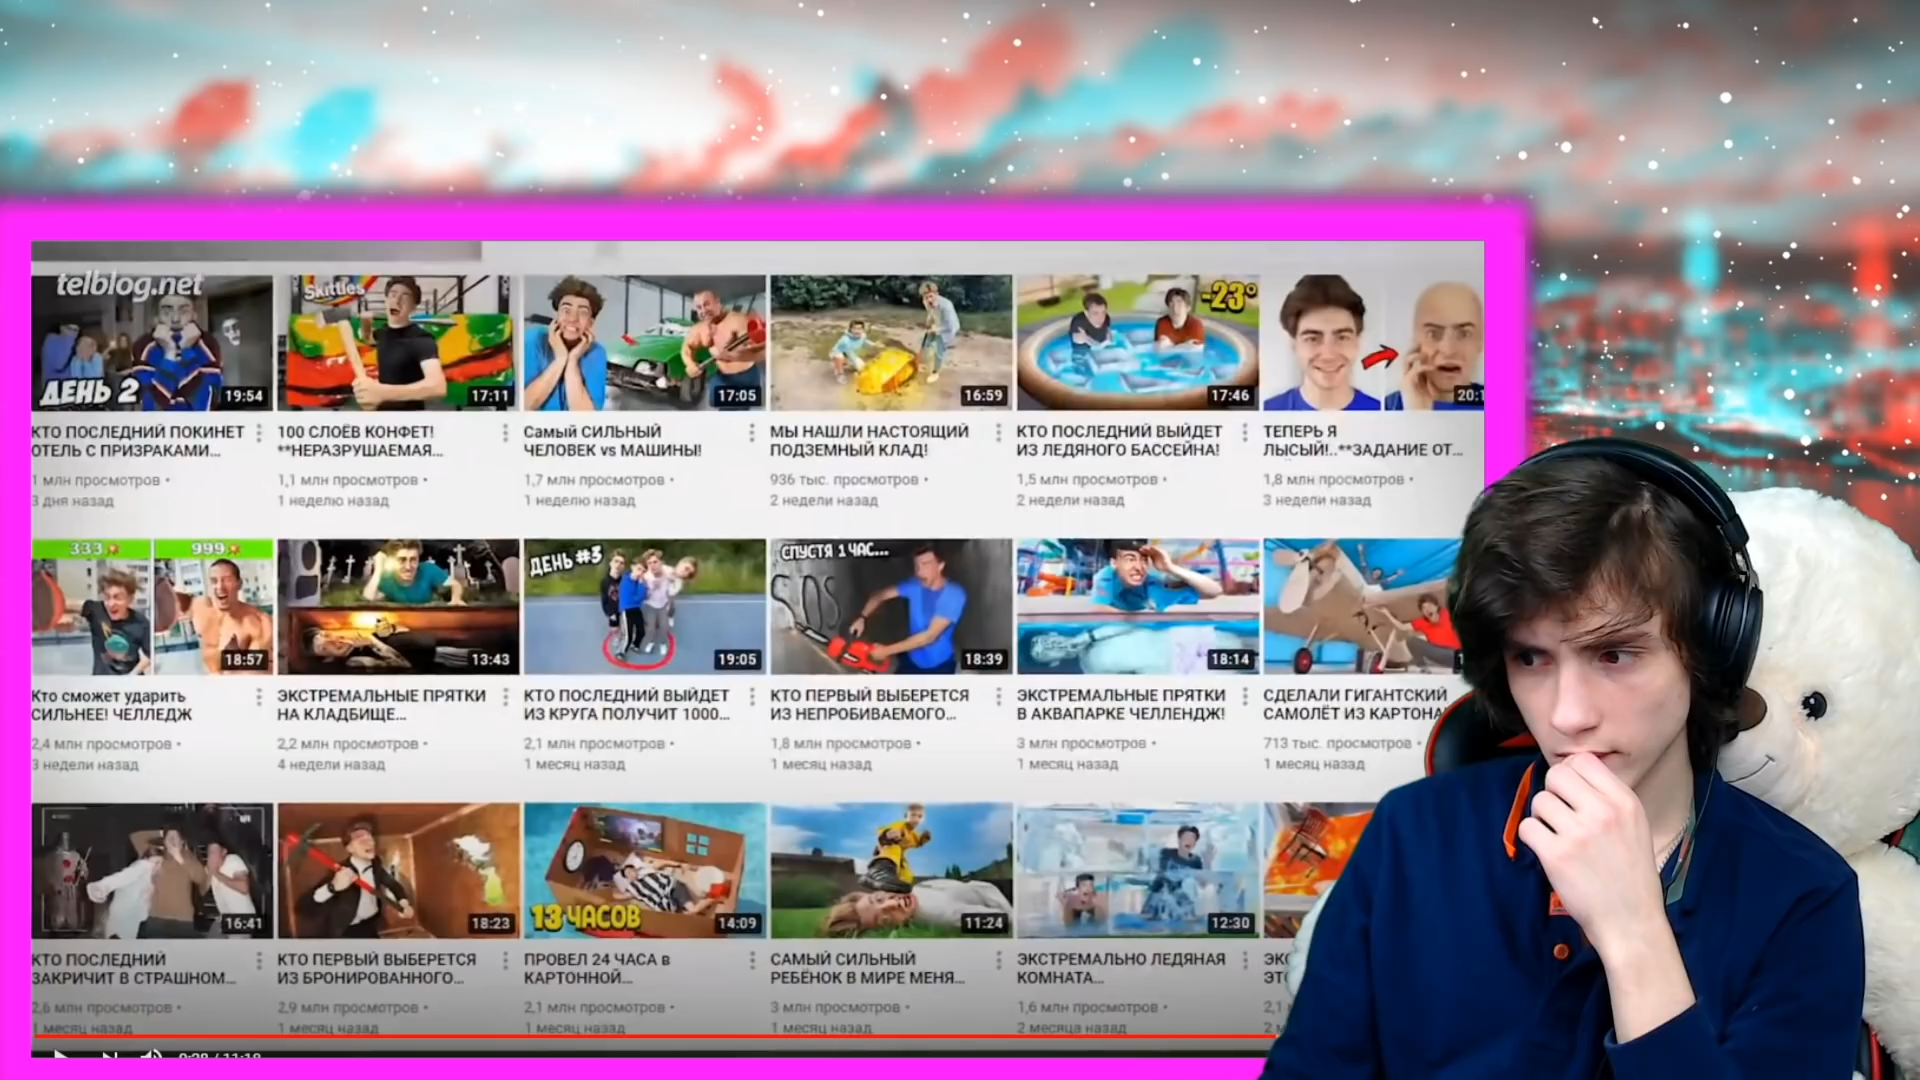 telblog.net
ДЕНЬ 2
19:54
Skittles
17:11
17:05
16:59
-23°
17:46
20:1
КТО ПОСЛЕДНИЙ ПОКИНЕТ
ОТЕЛЬ С ПРИЗРАКАМИ...
1 млн просмотров •
3 дня назад
100 СЛОЁВ КОНФЕТ!
**НЕРАЗРУШАЕМАЯ...
1,1 млн просмотров •
1 неделю назад
Самый СИЛЬНЫЙ
ЧЕЛОВЕК vs МАШИНЫ!
1,7 млн просмотров •
1 неделю назад
МЫ НАШЛИ НАСТОЯЩИЙ
ПОДЗЕМНЫЙ КЛАД!
936 тыс. просмотров •
2 недели назад
КТО ПОСЛЕДНИЙ ВЫЙДЕТ
ИЗ ЛЕДЯНОГО БАССЕЙНА!
1,5 млн просмотров •
2 недели назад
ТЕПЕРЬ Я
ЛЫСЫЙ!..**ЗАДАНИЕ ОТ...
1,8 млн просмотров •
3 недели назад
333
999
18:57
13:43
ДЕНЬ #3
19:05
СПУСТЯ 1 ЧАС...
SOS
18:39
18:14
Кто сможет ударить
СИЛЬНЕЕ! ЧЕЛЛЕДЖ
2,4 млн просмотров •
3 недели назад
ЭКСТРЕМАЛЬНЫЕ ПРЯТКИ
НА КЛАДБИЩЕ...
2,2 млн просмотров •
4 недели назад
КТО ПОСЛЕДНИЙ ВЫЙДЕТ
ИЗ КРУГА ПОЛУЧИТ 1000...
2,1 млн просмотров •
1 месяц назад
КТО ПЕРВЫЙ ВЫБЕРЕТСЯ
ИЗ НЕПРОБИВАЕМОГО...
1,8 млн просмотров •
1 месяц назад
ЭКСТРЕМАЛЬНЫЕ ПРЯТКИ
В АКВАПАРКЕ ЧЕЛЛЕНДЖ!
3 млн просмотров •
1 месяц назад
СДЕЛАЛИ ГИГАНТСКИЙ
САМОЛЁТ ИЗ КАРТОНА
713 тыс. просмотров •
1 месяц назад
16:41
18:23
13 ЧАСОВ
14:09
11:24
12:30
КТО ПОСЛЕДНИЙ
ЗАКРИЧИТ В СТРАШНОМ...
2,6 млн просмотров •
1 месяц назад
КТО ПЕРВЫЙ ВЫБЕРЕТСЯ
ИЗ БРОНИРОВАННОГО...
2,9 млн просмотров •
1 месяц назад
ПРОВЕЛ 24 ЧАСА в
КАРТОННОЙ...
2,1 млн просмотров •
1 месяц назад
САМЫЙ СИЛЬНЫЙ
РЕБЁНОК В МИРЕ МЕНЯ...
3 млн просмотров •
1 месяц назад
ЭКСТРЕМАЛЬНО ЛЕДЯНАЯ
КОМНАТА...
1,6 млн просмотров •
2 месяца назад
ЭКС
ЭТО
2,1
2 м